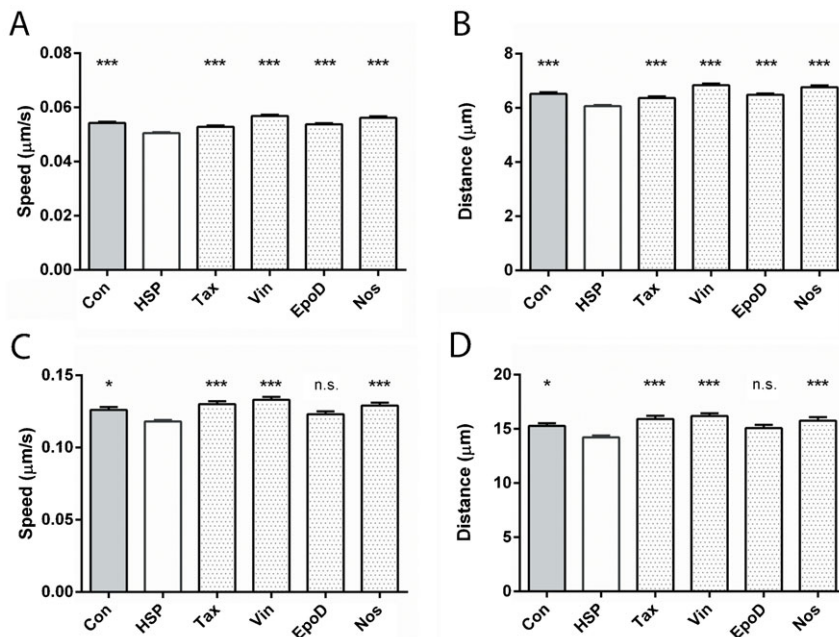 A
Speed (μm/s)
0.08
0.06
0.04
0.02
0.00
*** *** *** *** ***
Con HSP Tax Vin EpoD Nos
B
Distance (μm)
8
6
4
2
0
*** *** *** *** ***
Con HSP Tax Vin EpoD Nos
C
Speed (μm/s)
0.15
0.10
0.05
0.00
* *** *** n.s. ***
Con HSP Tax Vin EpoD Nos
D
Distance (μm)
20
15
10
5
0
* *** *** n.s. ***
Con HSP Tax Vin EpoD Nos